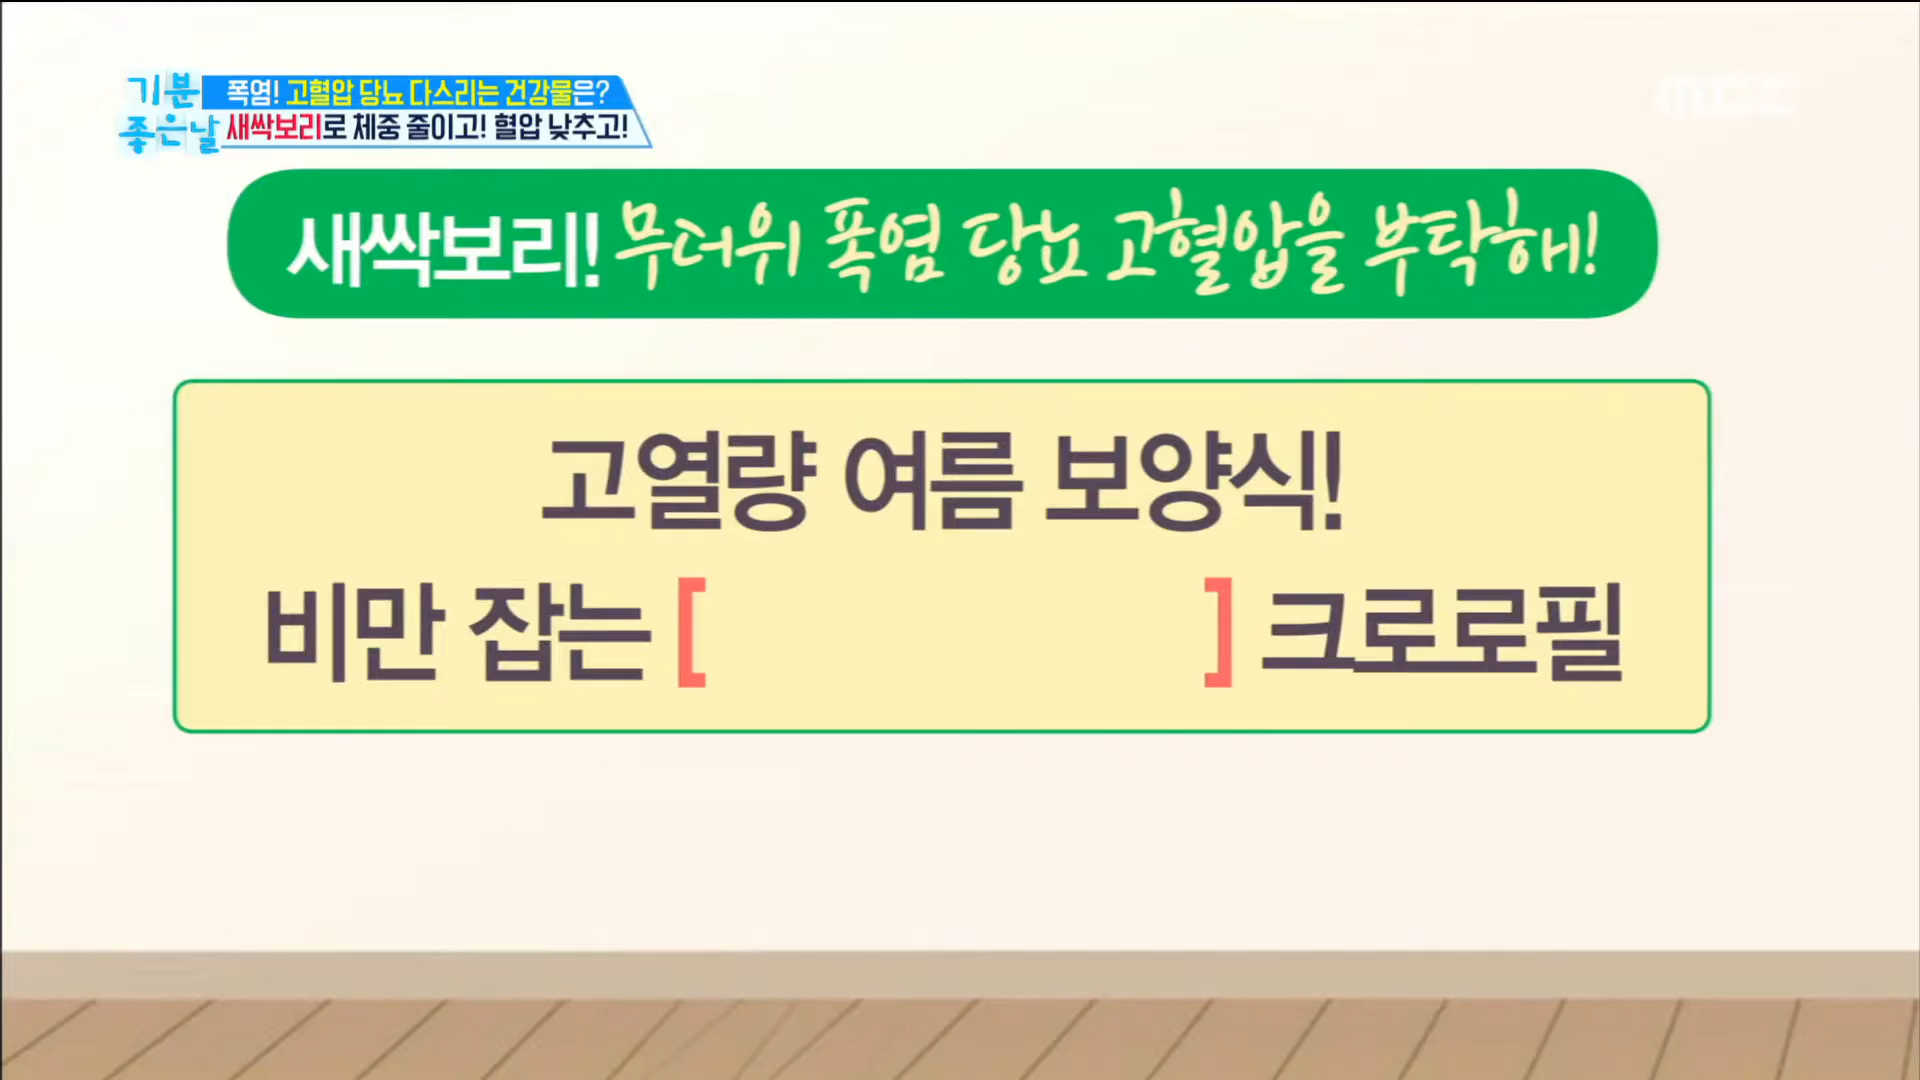 기분 좋은날
폭염! 고혈압 당뇨 다스리는 건강물은?
새싹보리로 체중 줄이고! 혈압 낮추고!
mbc
새싹보리! 무더위 폭염 당뇨 고혈압을 부탁해!
고열량 여름 보양식!
비만 잡는 [ ] 크로로필